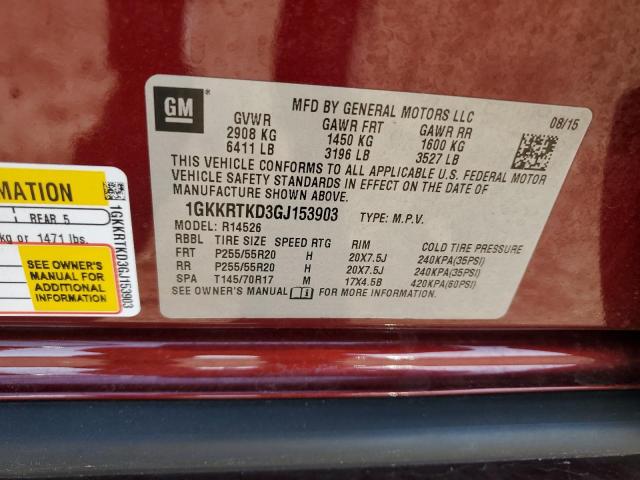 GM
MFD BY GENERAL MOTORS LLC
08/15
GVWR GAWR FRT GAWR RR
2908 KG 1450 KG 1600 KG
6411 LB 3196 LB 3527 LB
THIS VEHICLE CONFORMS TO ALL APPLICABLE U.S. FEDERAL MOTOR
VEHICLE SAFETY STANDARDS IN EFFECT ON THE DATE OF
MANUFACTURE SHOWN ABOVE.
1GKKRTKD3GJ153903 TYPE: M.P.V.
MODEL: R14526
RBBL TIRE SIZE SPEED RTG RIM COLD TIRE PRESSURE
FRT P255/55R20 H 20X7.5J 240KPA(35PSI)
RR P255/55R20 H 20X7.5J 240KPA(35PSI)
SPA T145/70R17 M 17X4.5B 420KPA(60PSI)
SEE OWNER'S MANUAL FOR MORE INFORMATION
RMATION
REAR 5
kg or 1471 lbs.
SEE OWNER'S
MANUAL FOR
ADDITIONAL
INFORMATION
1GKKRTKD3GJ153903